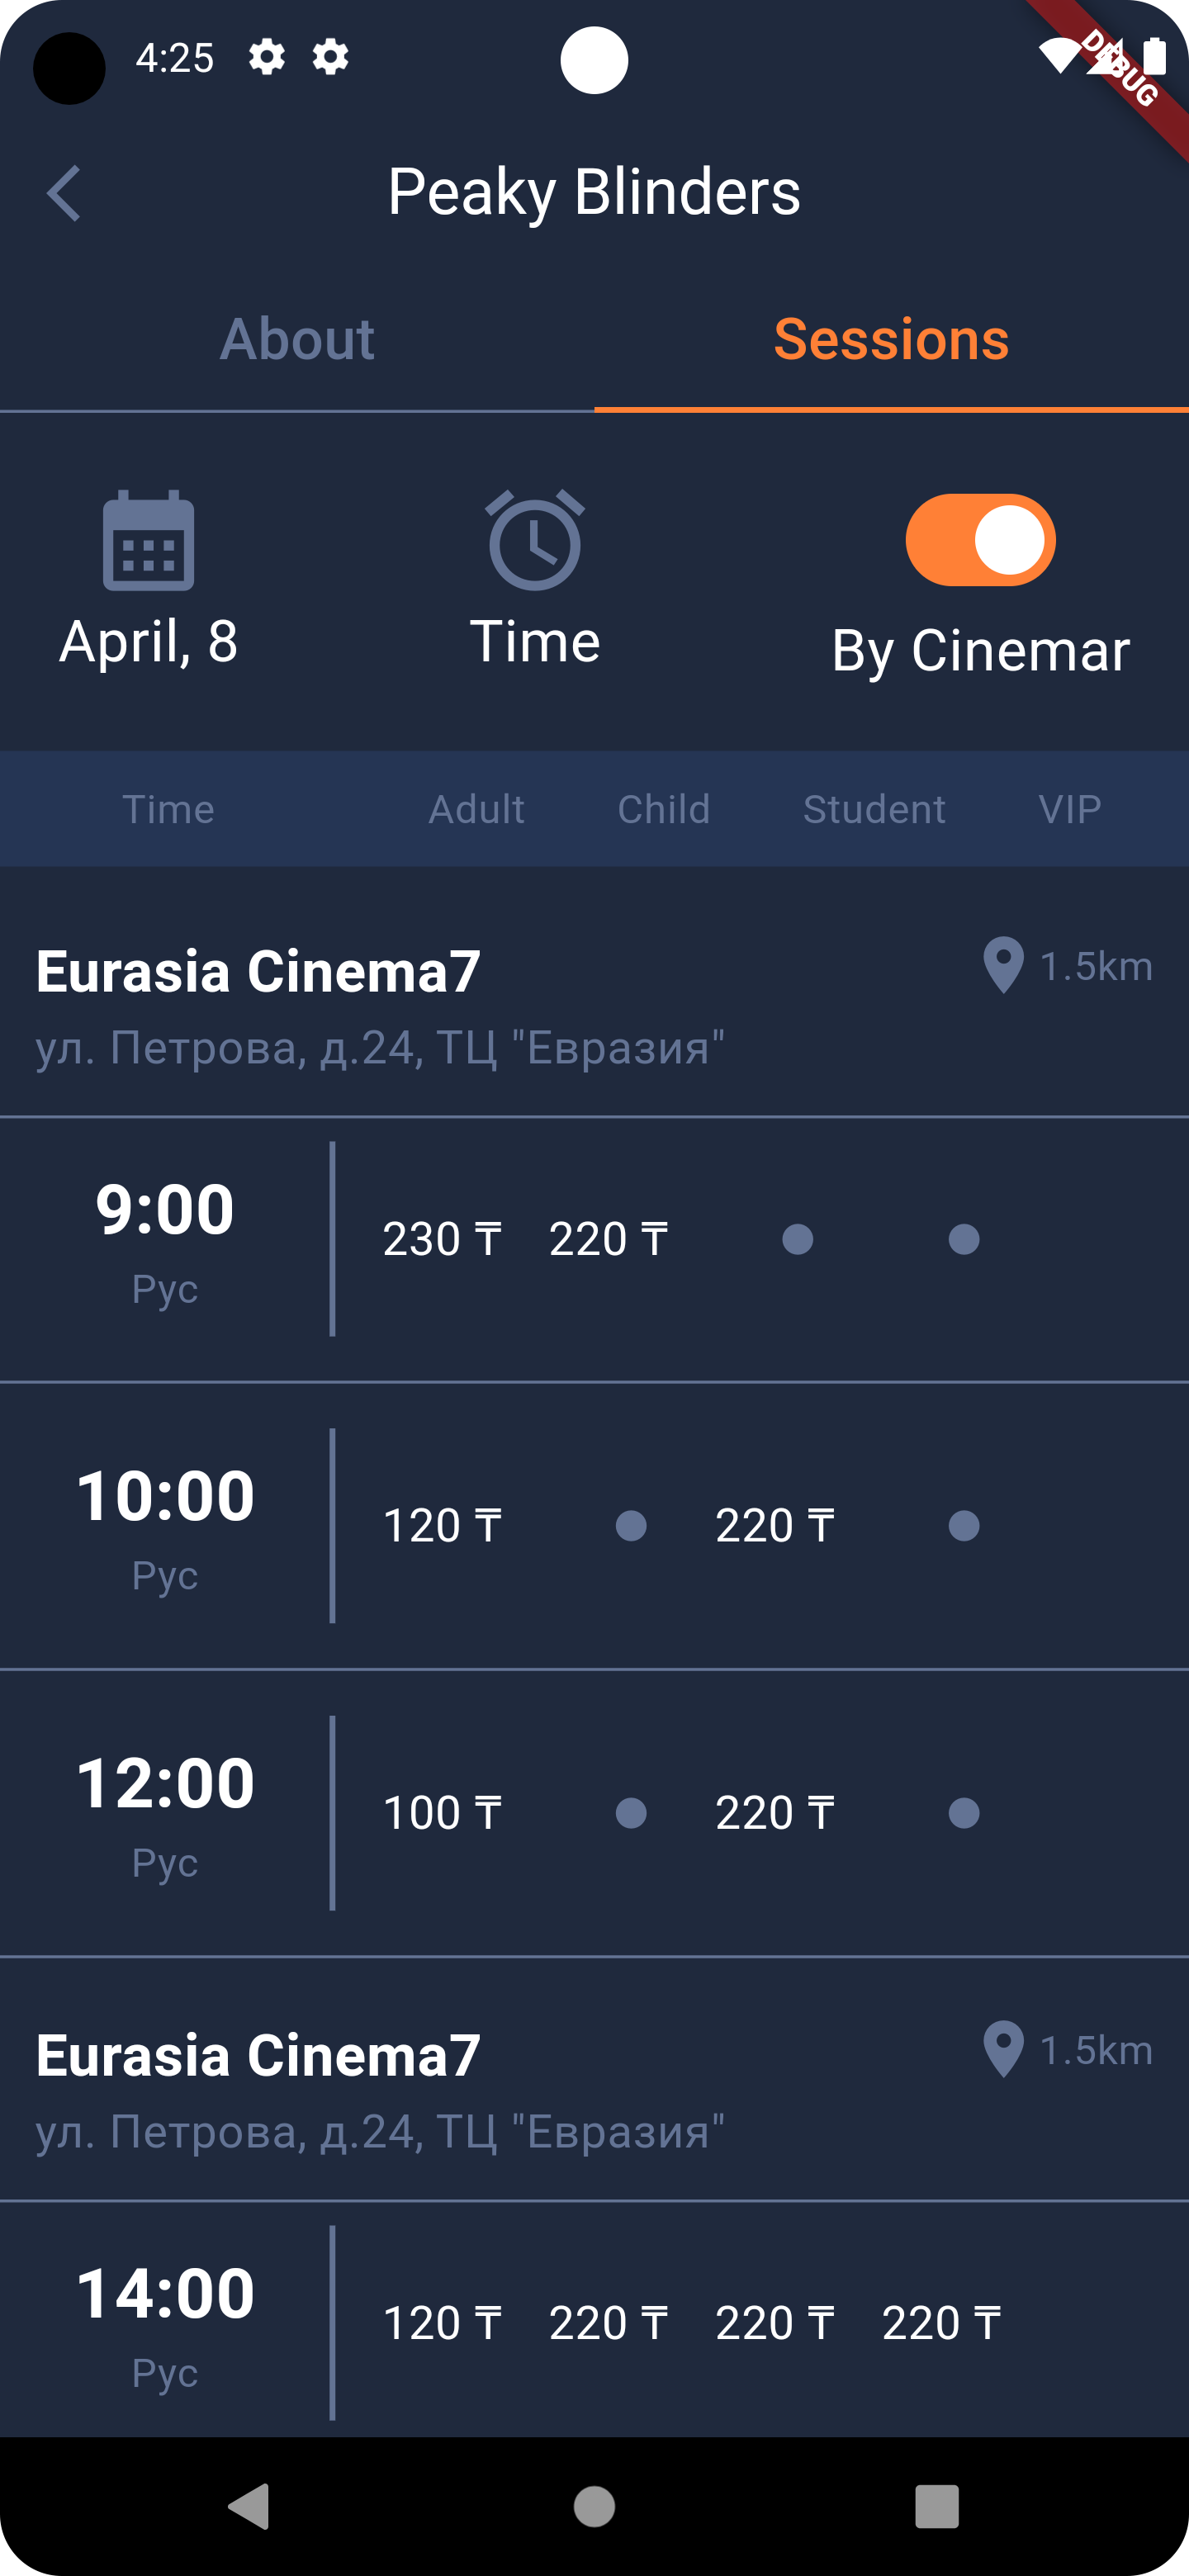 4:25
DEBUG
Peaky Blinders
About Sessions
April, 8 Time By Cinemar
Time Adult Child Student VIP
Eurasia Cinema7 1.5km
ул. Петрова, д.24, ТЦ "Евразия"
9:00 230 ₸ 220 ₸
Рус
10:00 120 ₸ 220 ₸
Рус
12:00 100 ₸ 220 ₸
Рус
Eurasia Cinema7 1.5km
ул. Петрова, д.24, ТЦ "Евразия"
14:00 120 ₸ 220 ₸ 220 ₸ 220 ₸
Рус